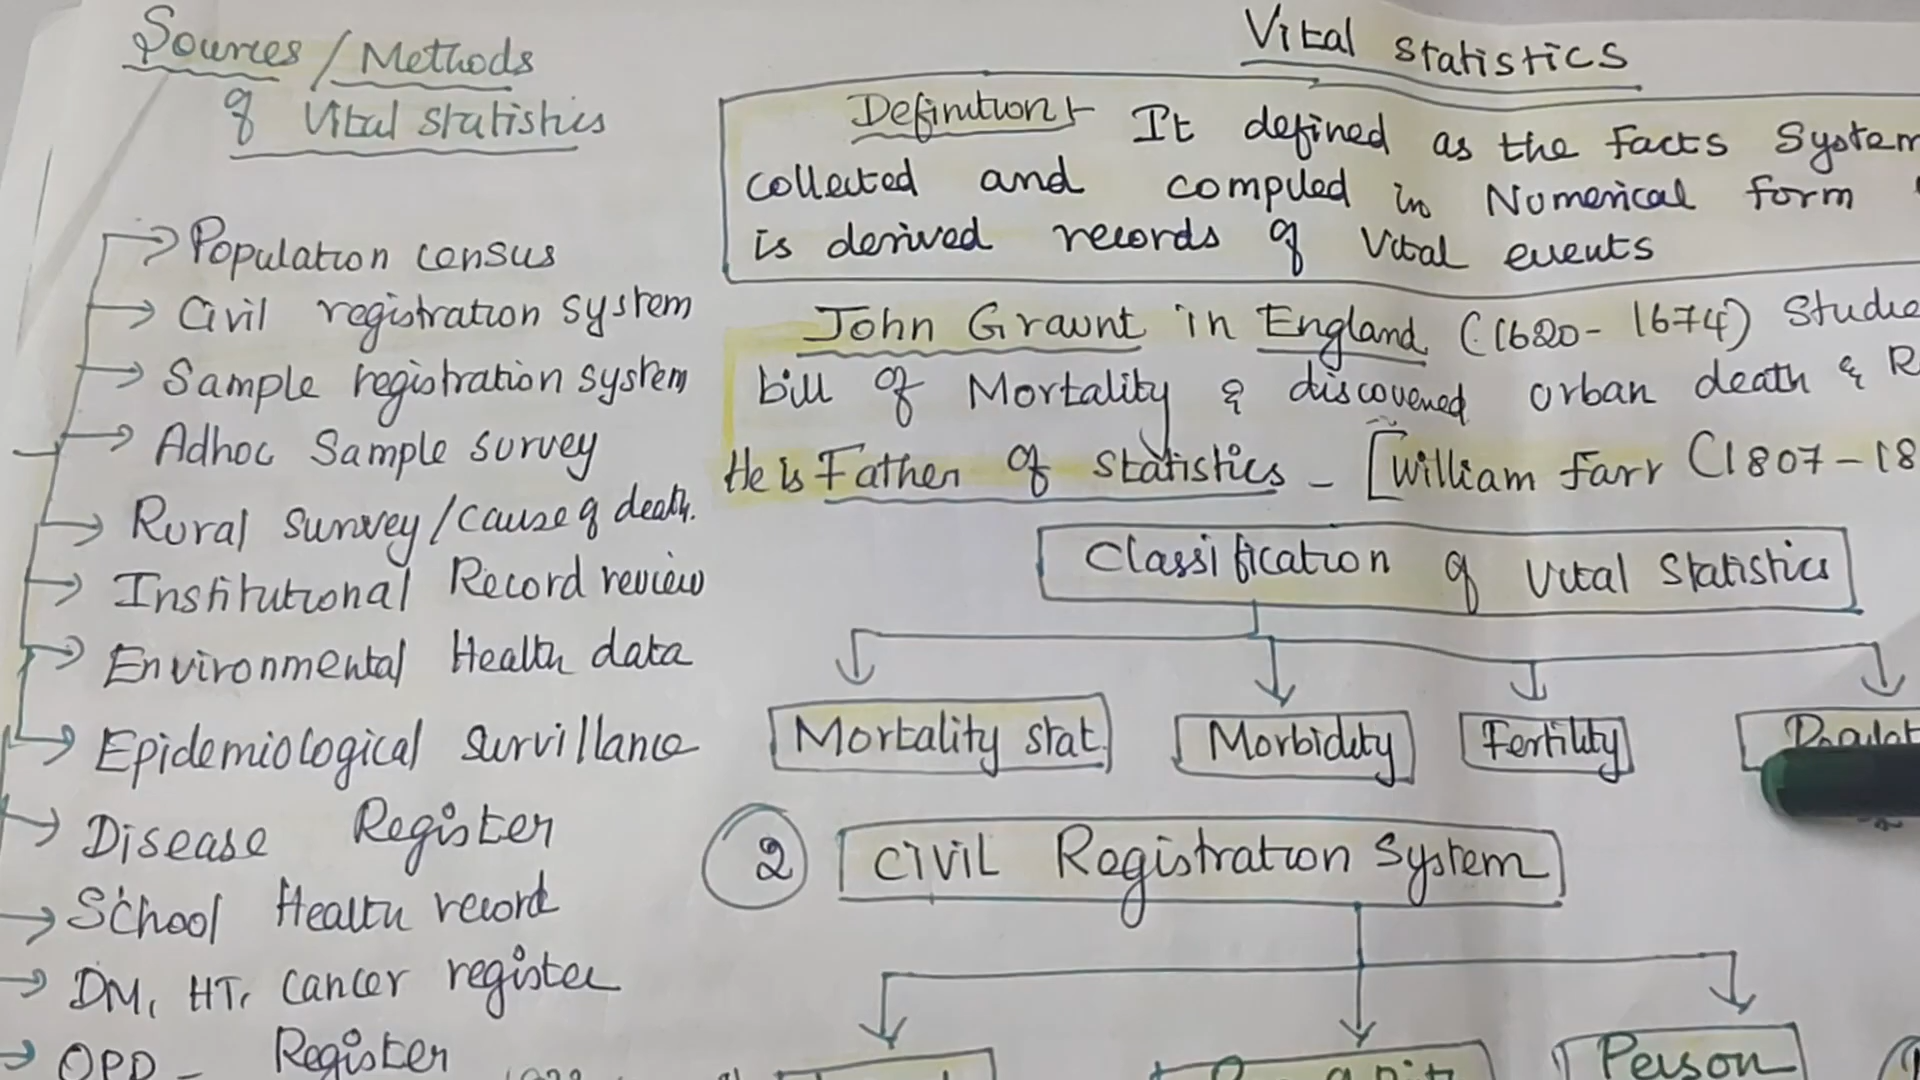 Sources / Methods
of Vital statistics
Population census
Civil registration system
Sample registration system
Adhoc Sample survey
Rural survey/cause of death.
Institutional Record review
Environmental Health data
Epidemiological survillance
Disease Register
School Health record
DM, HT, cancer register
OPD - Register
Vital statistics
Definition It defined as the Facts System
collected and compiled in Numerical form
is derived records of Vital events
John Graunt in England (1620- 1674) Studie
bill of Mortality & discovered urban death & R
He is Father of Statistics - [William farr (1807-18
Classification of Vital Statistics
Mortality stat. Morbidity Fertility
2 CIVIL Registration System
Person